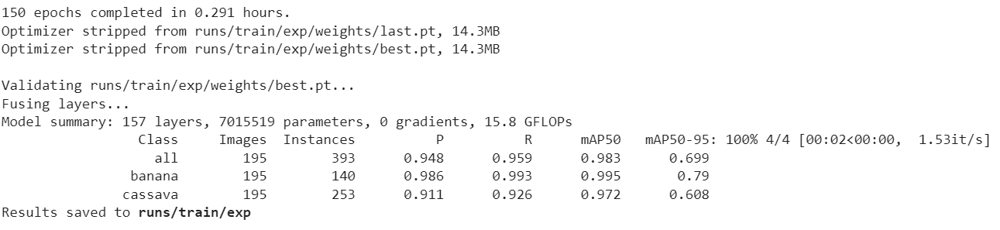 150 epochs completed in 0.291 hours.
Optimizer stripped from runs/train/exp/weights/last.pt, 14.3MB
Optimizer stripped from runs/train/exp/weights/best.pt, 14.3MB
Validating runs/train/exp/weights/best.pt...
Fusing layers...
Model summary: 157 layers, 7015519 parameters, 0 gradients, 15.8 GFLOPs
Class Images Instances P R mAP50 mAP50-95: 100% 4/4 [00:02<00:00, 1.53it/s]
all 195 393 0.948 0.959 0.983 0.699
banana 195 140 0.986 0.993 0.995 0.79
cassava 195 253 0.911 0.926 0.972 0.608
Results saved to runs/train/exp